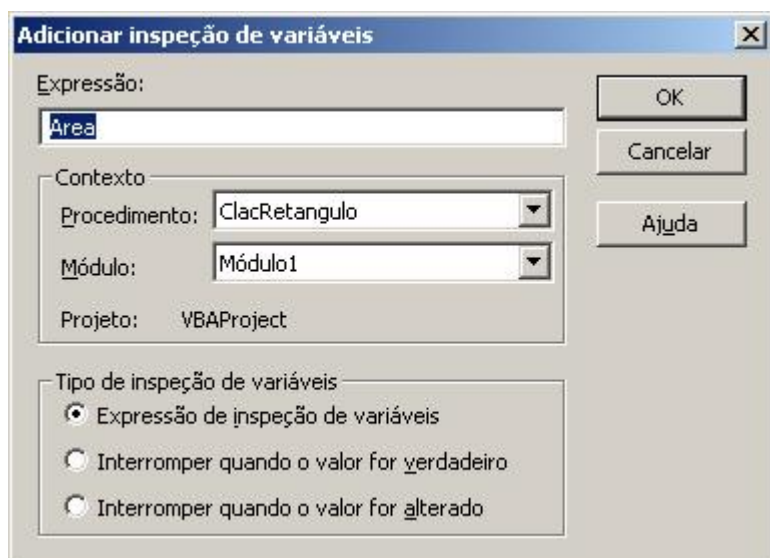 Adicionar inspeção de variáveis
Expressão:
Area
OK
Cancelar
Contexto
Procedimento: ClacRetangulo
Ajuda
Módulo: Módulo1
Projeto: VBAProject
Tipo de inspeção de variáveis
Expressão de inspeção de variáveis
Interromper quando o valor for verdadeiro
Interromper quando o valor for alterado